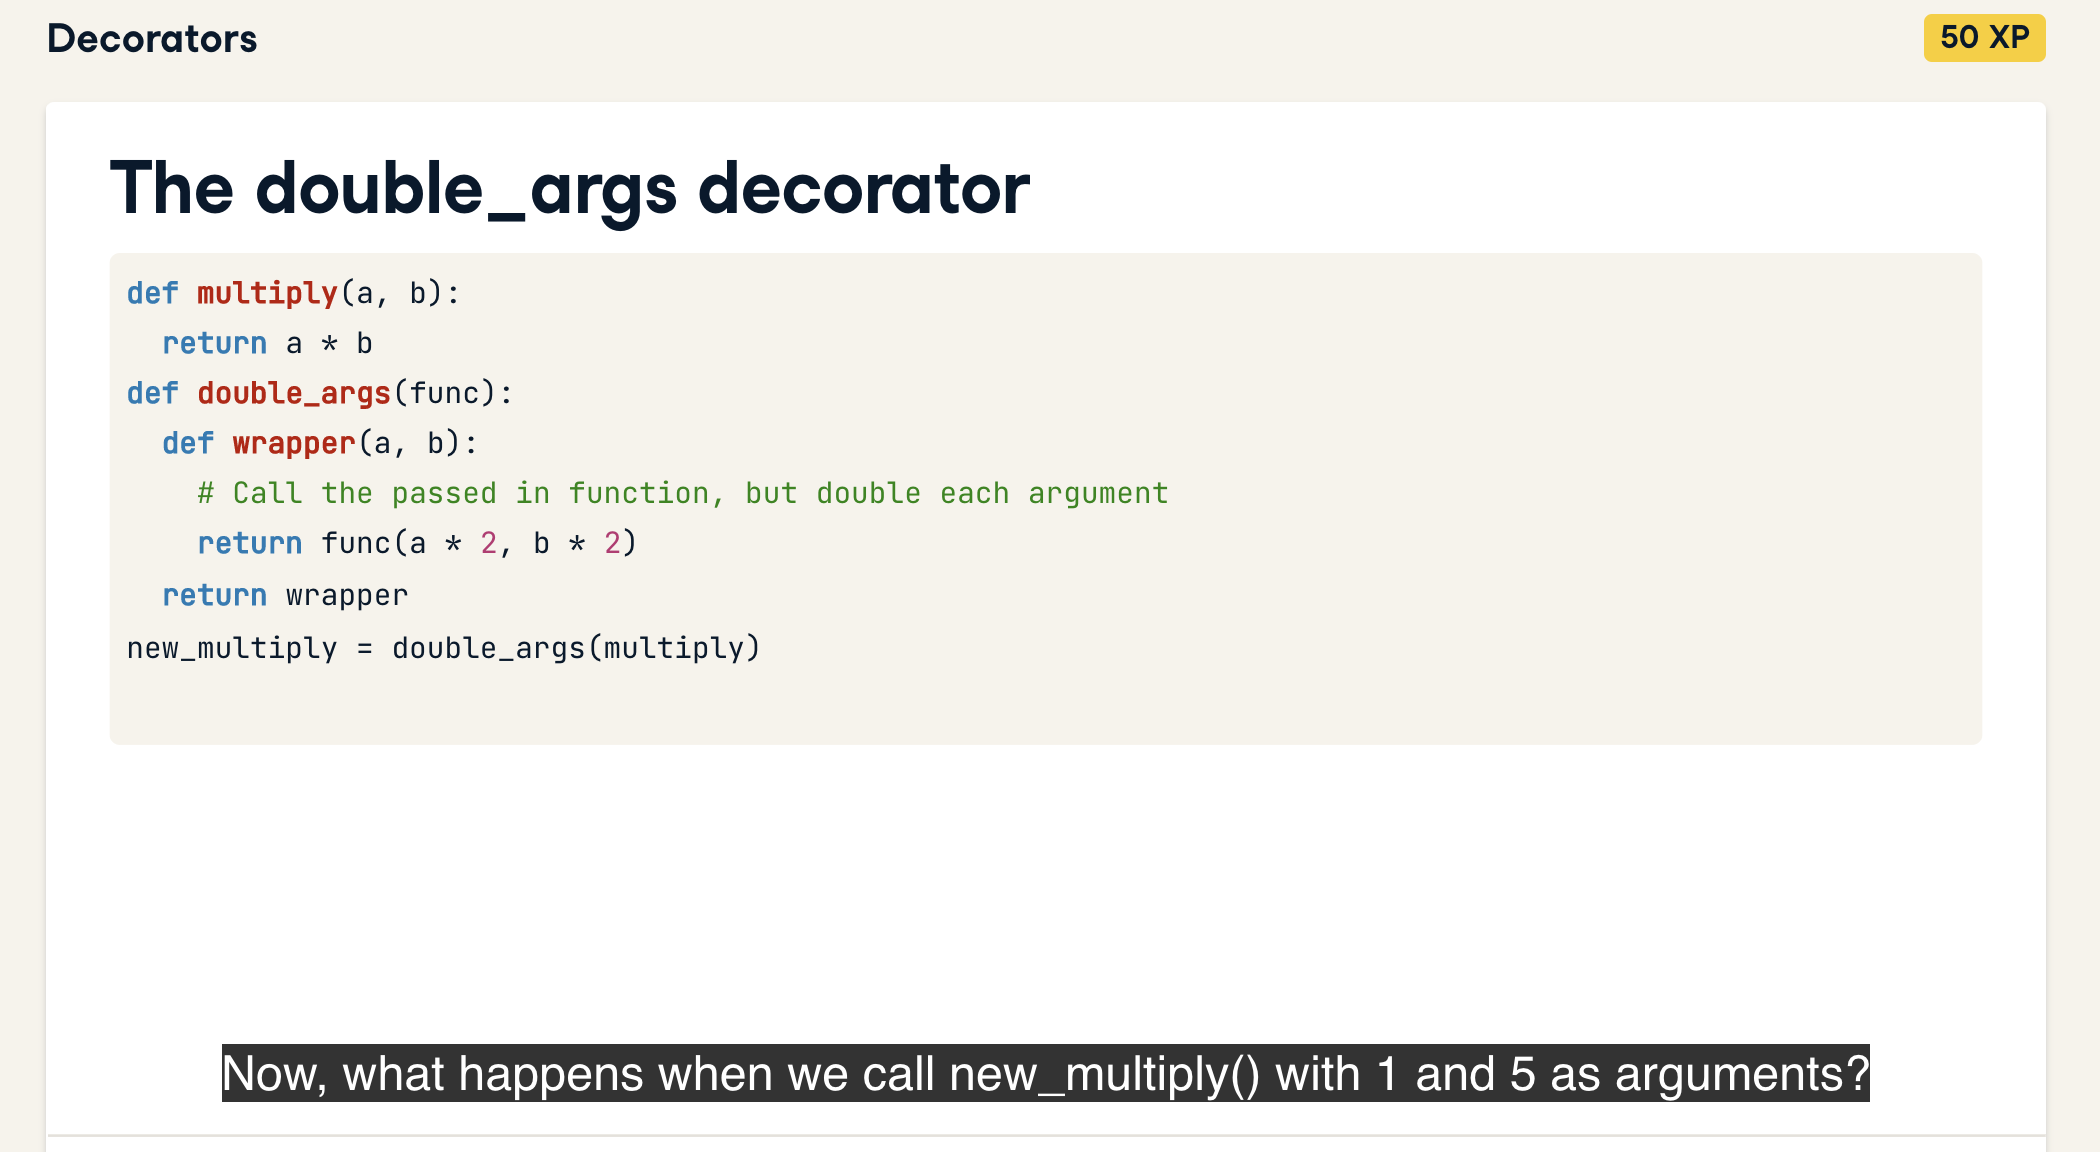 Decorators
50 XP
The double_args decorator
def multiply(a, b):
  return a * b
def double_args(func):
  def wrapper(a, b):
    # Call the passed in function, but double each argument
    return func(a * 2, b * 2)
  return wrapper
new_multiply = double_args(multiply)
Now, what happens when we call new_multiply() with 1 and 5 as arguments?